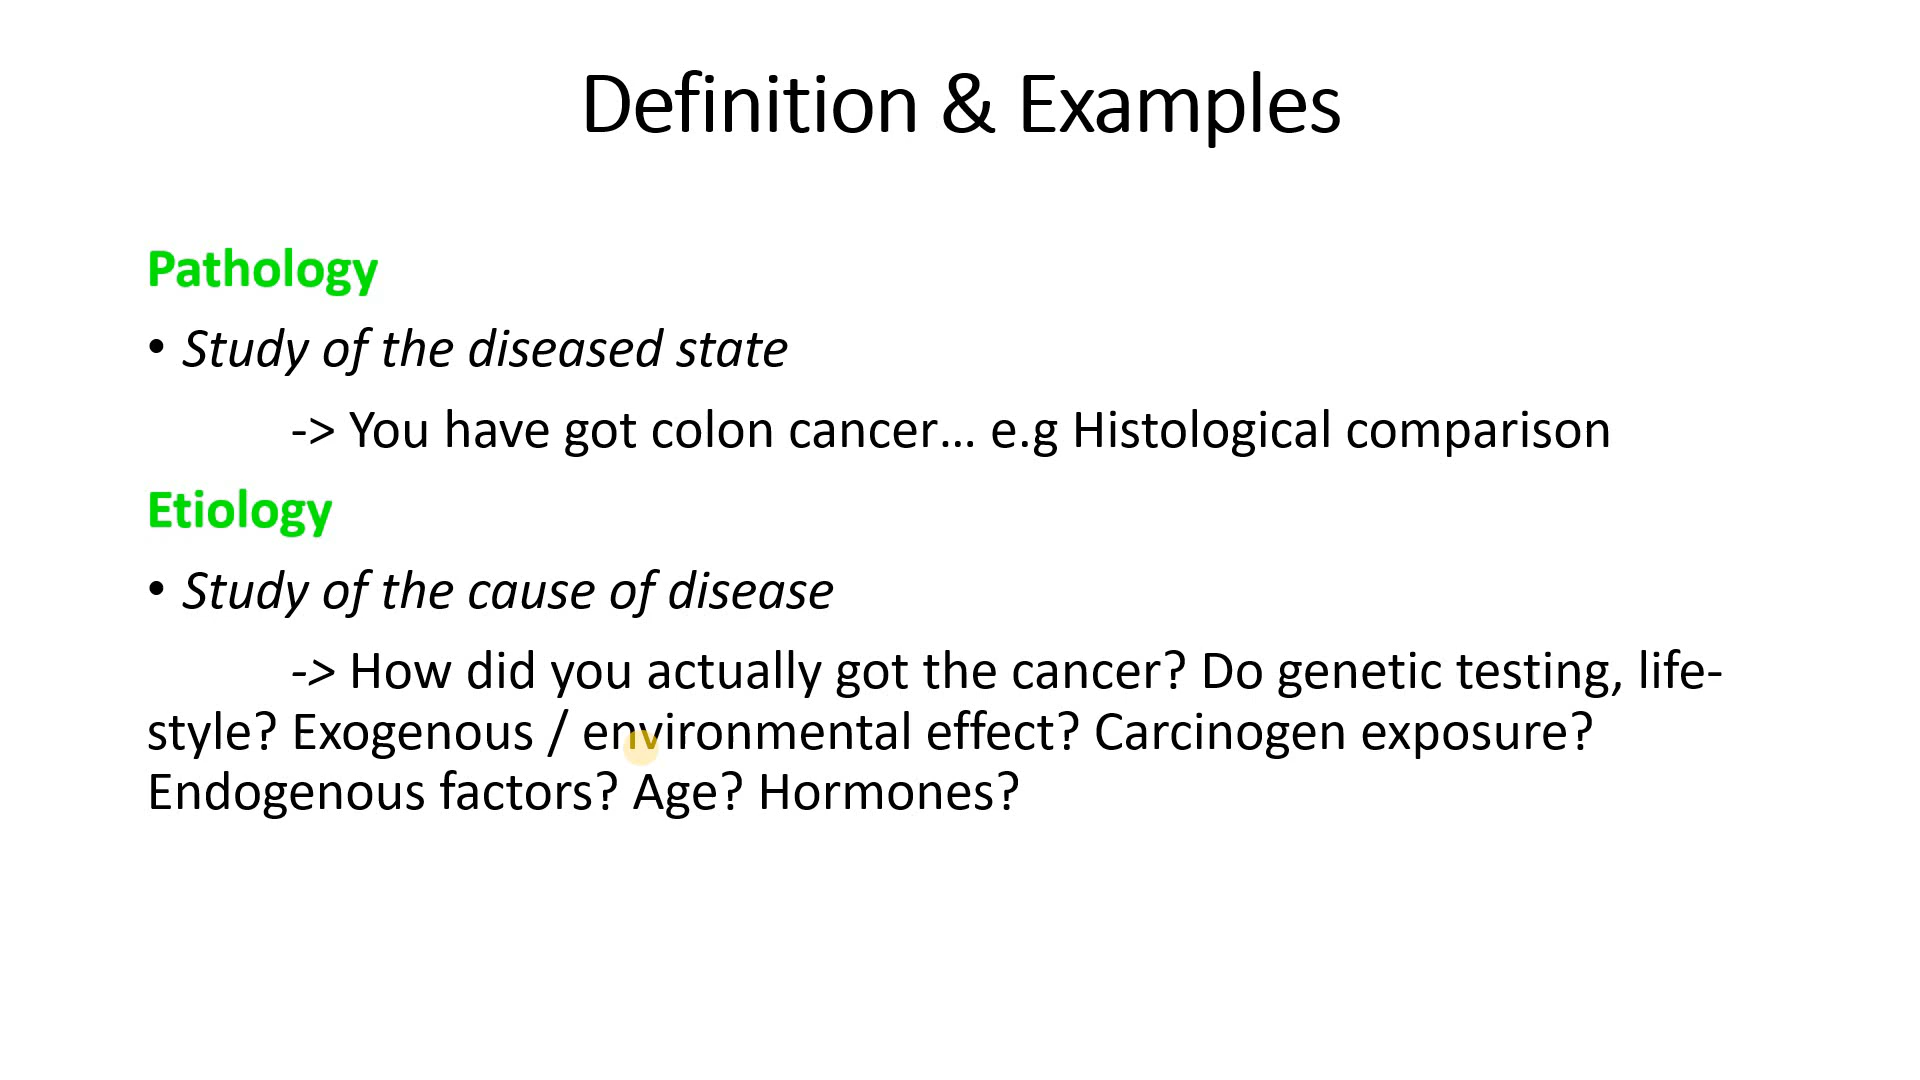 Definition & Examples
Pathology
• Study of the diseased state
-> You have got colon cancer… e.g Histological comparison
Etiology
• Study of the cause of disease
-> How did you actually got the cancer? Do genetic testing, life-
style? Exogenous / environmental effect? Carcinogen exposure?
Endogenous factors? Age? Hormones?